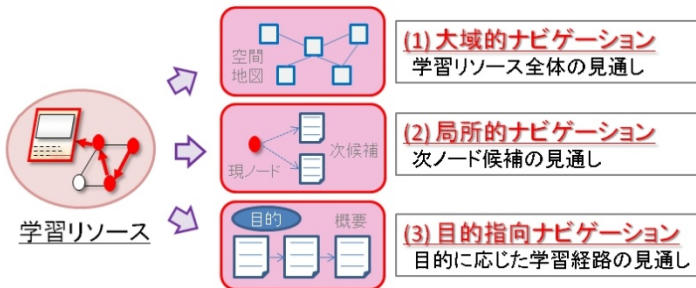 学習リソース
空間
地図
(1) 大域的ナビゲーション
学習リソース全体の見通し
現ノード
次候補
(2) 局所的ナビゲーション
次ノード候補の見通し
目的
概要
(3) 目的指向ナビゲーション
目的に応じた学習経路の見通し